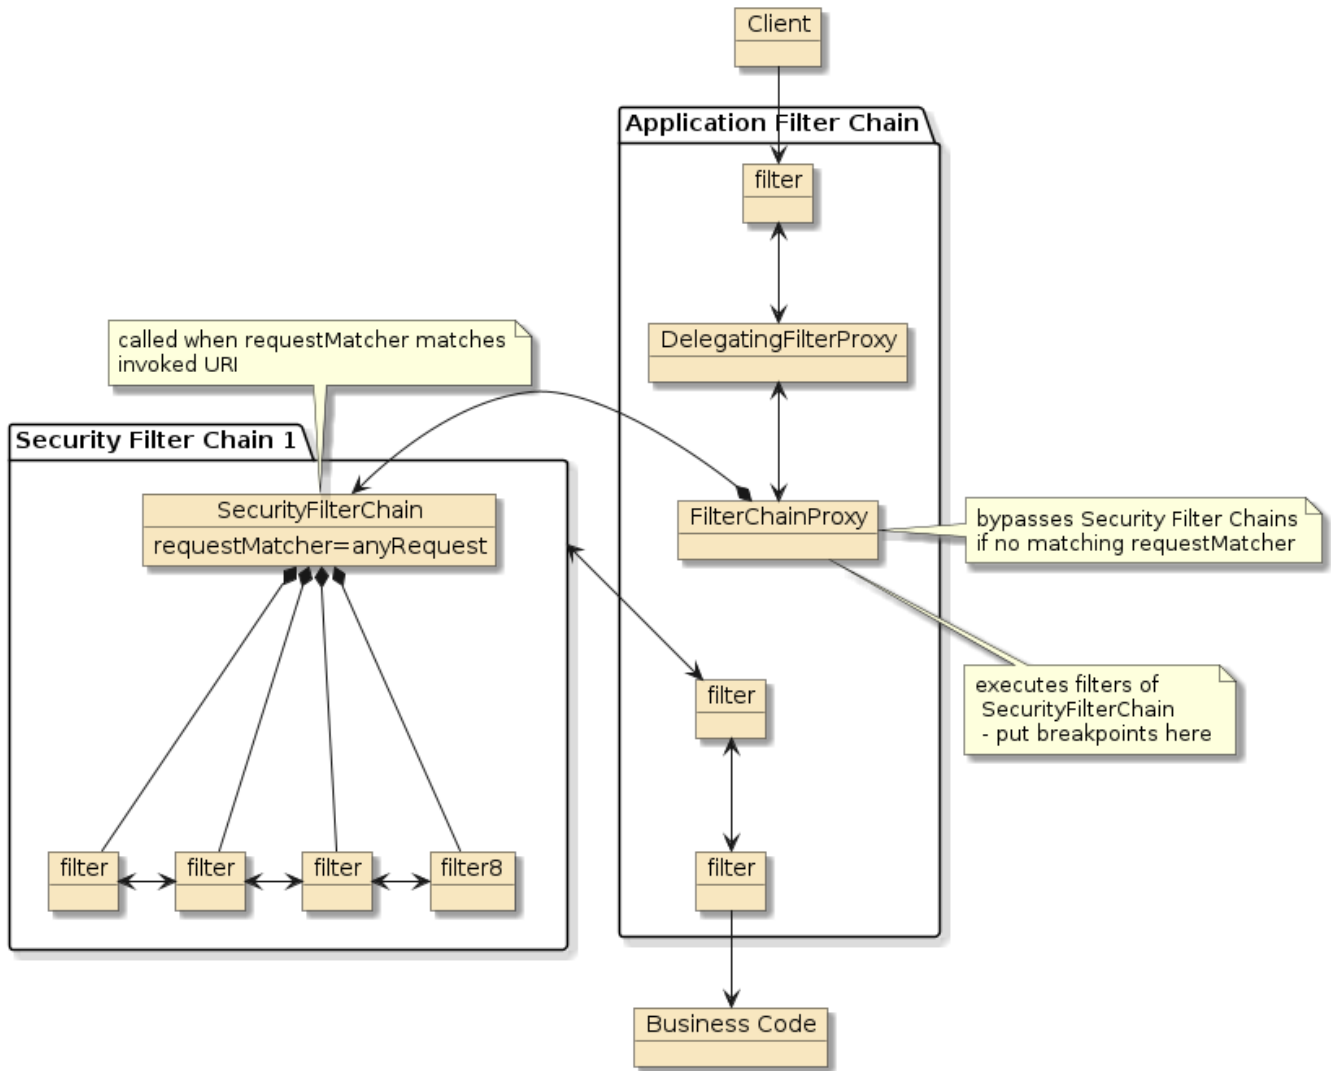 Client
Application Filter Chain
filter
called when requestMatcher matches
invoked URI
DelegatingFilterProxy
Security Filter Chain 1
SecurityFilterChain
requestMatcher=anyRequest
FilterChainProxy
bypasses Security Filter Chains
if no matching requestMatcher
executes filters of
SecurityFilterChain
- put breakpoints here
filter
filter
filter
filter
filter8
filter
Business Code